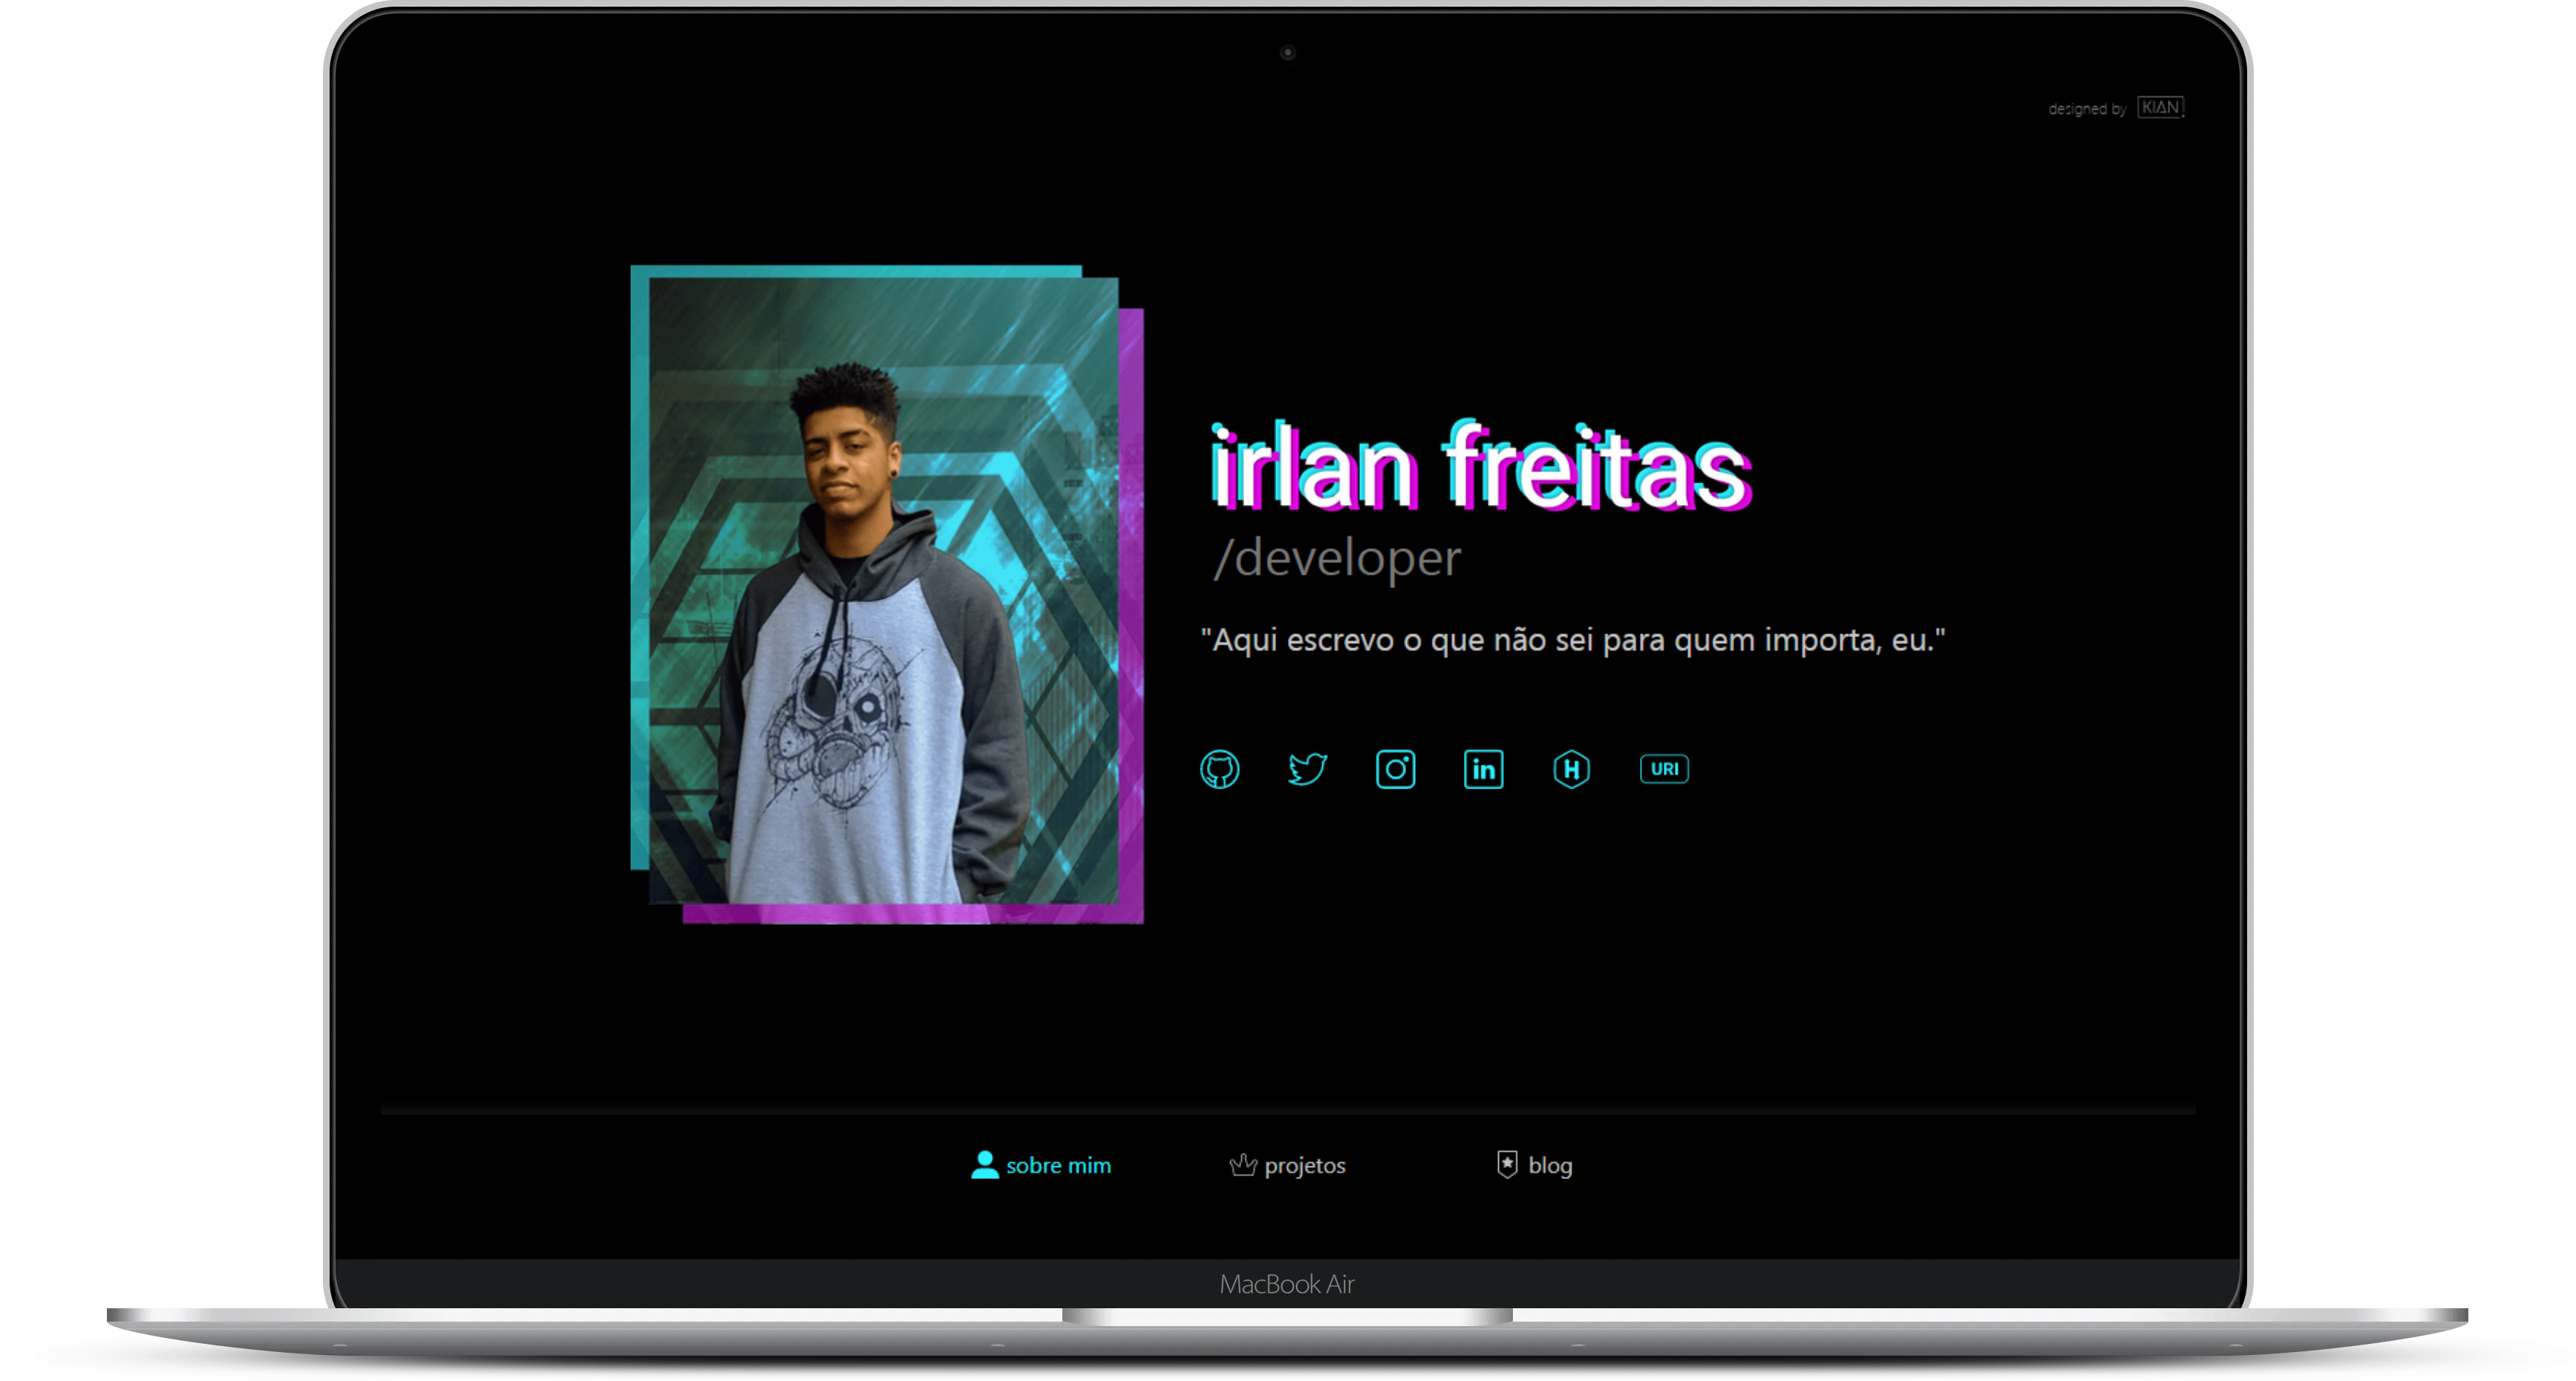 designed by KIAN
irlan freitas
/developer
"Aqui escrevo o que não sei para quem importa, eu."
in H URI
sobre mim projetos blog
MacBook Air